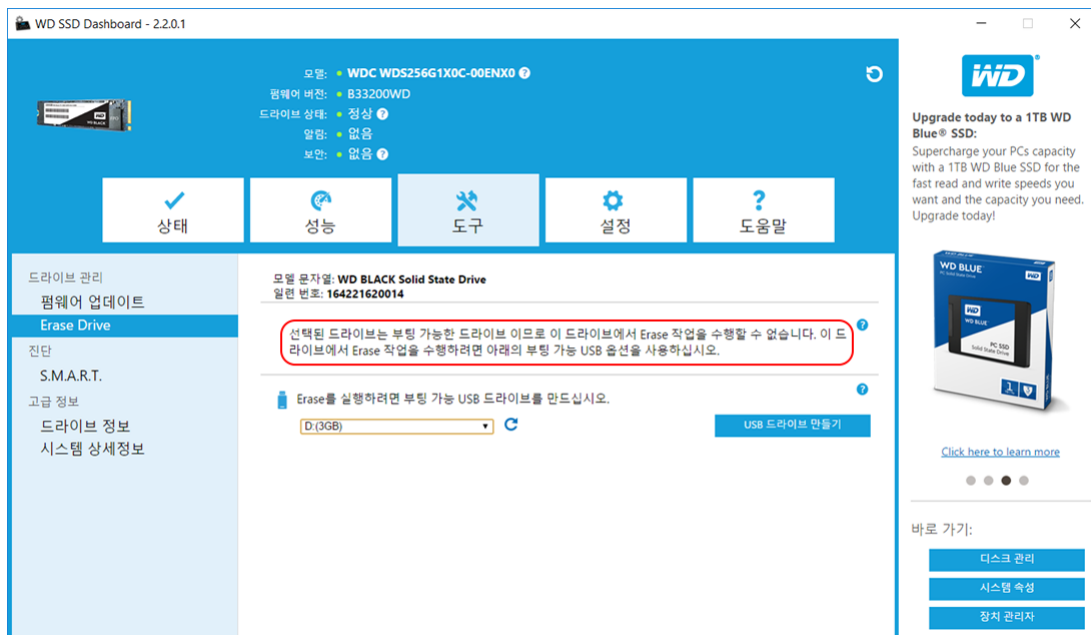 WD SSD Dashboard - 2.2.0.1
모델: WDC WDS256G1X0C-00ENX0
펌웨어 버전: B33200WD
드라이브 상태: 정상
알림: 없음
보안: 없음
상태
성능
도구
설정
도움말
드라이브 관리
펌웨어 업데이트
Erase Drive
진단
S.M.A.R.T.
고급 정보
드라이브 정보
시스템 상세정보
모델 문자열: WD BLACK Solid State Drive
일련 번호: 164221620014
선택된 드라이브는 부팅 가능한 드라이브 이므로 이 드라이브에서 Erase 작업을 수행할 수 없습니다. 이 드
라이브에서 Erase 작업을 수행하려면 아래의 부팅 가능 USB 옵션을 사용하십시오.
Erase를 실행하려면 부팅 가능 USB 드라이브를 만드십시오.
D:(3GB)
USB 드라이브 만들기
WD
Upgrade today to a 1TB WD
Blue® SSD:
Supercharge your PCs capacity
with a 1TB WD Blue SSD for the
fast read and write speeds you
want and the capacity you need.
Upgrade today!
WD BLUE
WD
WD
WD BLUE
PC SSD
Solid State Drive
Click here to learn more
바로 가기:
디스크 관리
시스템 속성
장치 관리자